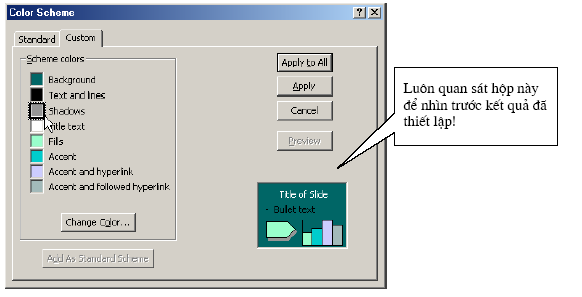 Color Scheme
Standard
Custom
Scheme colors
Background
Text and lines
Shadows
Title text
Fills
Accent
Accent and hyperlink
Accent and followed hyperlink
Change Color...
Add As Standard Scheme
Apply to All
Apply
Cancel
Preview
Title of Slide
• Bullet text
Luôn quan sát hộp này
để nhìn trước kết quả đã
thiết lập!